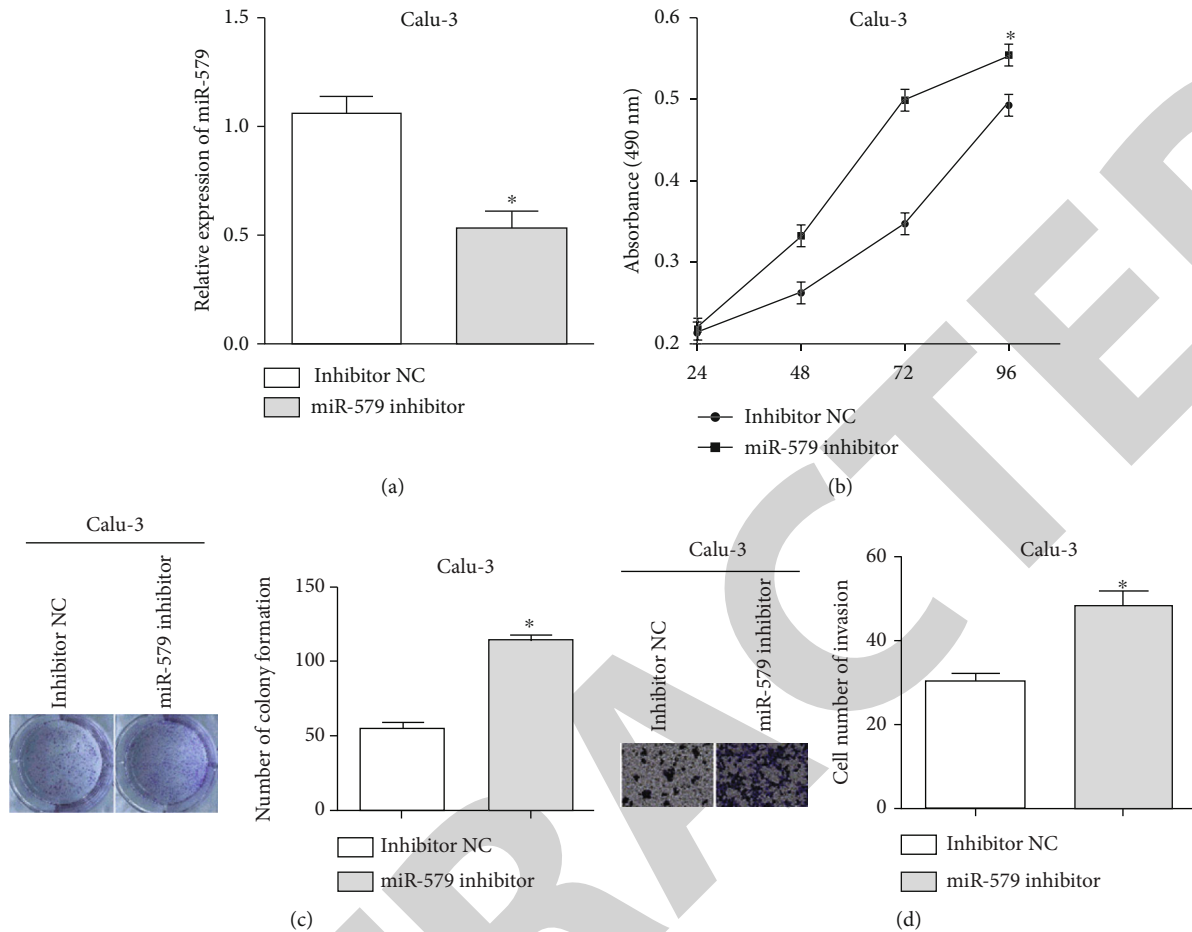 Calu-3
Relative expression of miR-579
1.5
1.0
0.5
0.0
*
Inhibitor NC
miR-579 inhibitor
(a)
Calu-3
Absorbance (490 nm)
0.6
0.5
0.3
0.2
*
24 48 72 96
Inhibitor NC
miR-579 inhibitor
(b)
Calu-3
Inhibitor NC
miR-579 inhibitor
Calu-3
Number of colony formation
150
100
50
0
*
Inhibitor NC
miR-579 inhibitor
(c)
Calu-3
Inhibitor NC
miR-579 inhibitor
Calu-3
Cell number of invasion
60
40
20
0
*
Inhibitor NC
miR-579 inhibitor
(d)
RACTE